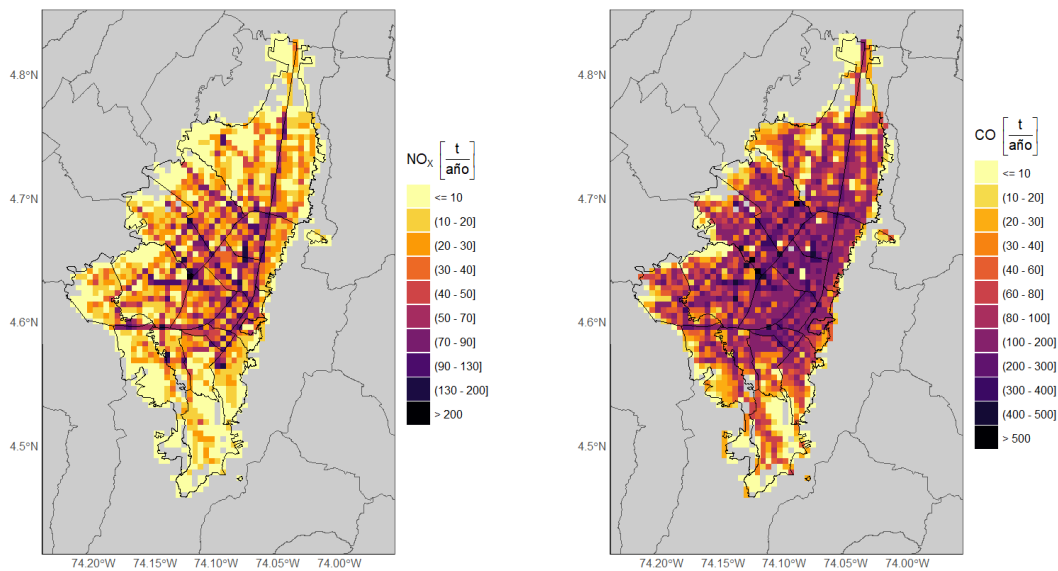 4.8°N
4.7°N
4.6°N
4.5°N
74.20°W 74.15°W 74.10°W 74.05°W 74.00°W
NOX [t/año]
<= 10
(10 - 20]
(20 - 30]
(30 - 40]
(40 - 50]
(50 - 70]
(70 - 90]
(90 - 130]
(130 - 200]
> 200
4.8°N
4.7°N
4.6°N
4.5°N
74.20°W 74.15°W 74.10°W 74.05°W 74.00°W
CO [t/año]
<= 10
(10 - 20]
(20 - 30]
(30 - 40]
(40 - 60]
(60 - 80]
(80 - 100]
(100 - 200]
(200 - 300]
(300 - 400]
(400 - 500]
> 500